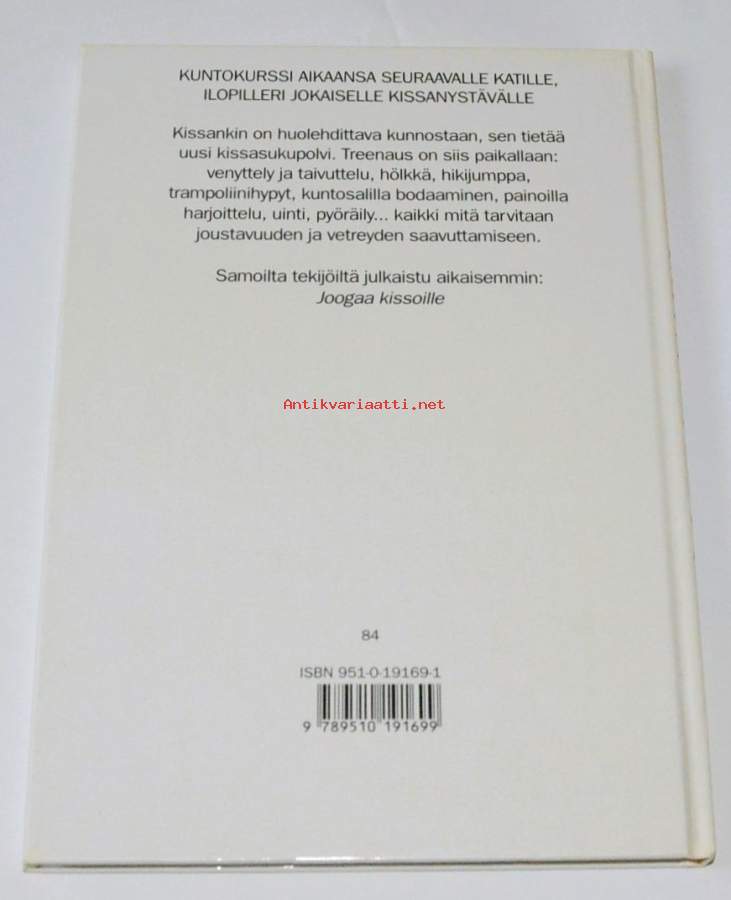 KUNTOKURSSI AIKAANSA SEURAAVALLE KATILLE,
ILOPILLERI JOKAISELLE KISSANYSTÄVÄLLE
Kissankin on huolehdittava kunnostaan, sen tietää
uusi kissasukupolvi. Treenaus on siis paikallaan:
venyttely ja taivuttelu, hölkkä, hikijumppa,
trampoliinihypyt, kuntosalilla bodaaminen, painoilla
harjoittelu, uinti, pyöräily... kaikki mitä tarvitaan
joustavuuden ja vetreyden saavuttamiseen.
Samoilta tekijöiltä julkaistu aikaisemmin:
Joogaa kissoille
Antikvariaatti.net
84
ISBN 951-0-19169-1
9 789510 191699